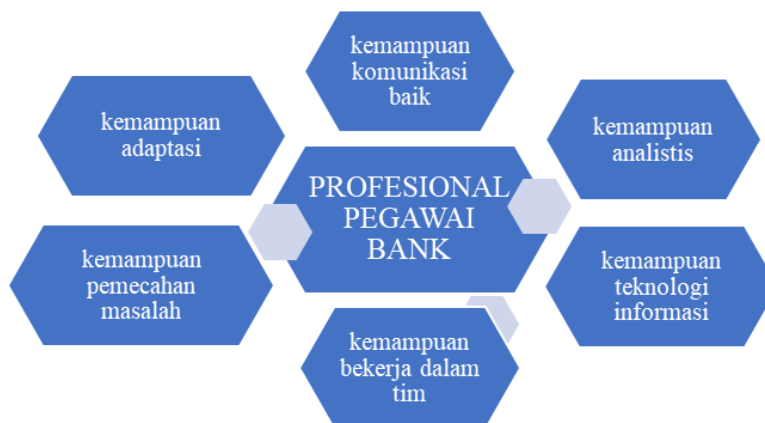 kemampuan
komunikasi
baik
kemampuan
adaptasi
kemampuan
analistis
PROFESIONAL
PEGAWAI
BANK
kemampuan
pemecahan
masalah
kemampuan
teknologi
informasi
kemampuan
bekerja dalam
tim